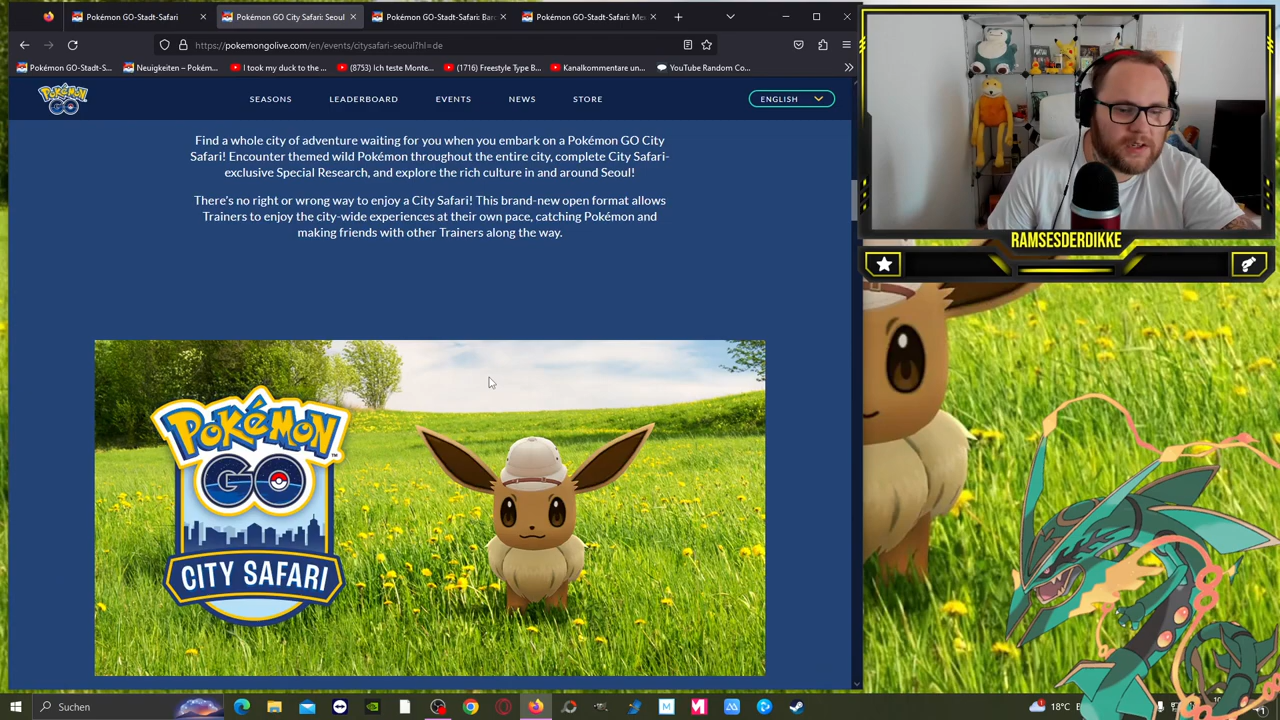 Pokémon GO-Stadt-Safari
Pokémon GO City Safari: Seoul
Pokémon GO-Stadt-Safari: Barc
Pokémon GO-Stadt-Safari: Me
https://pokemongolive.com/en/events/citysafari-seoul?hl=de
Pokémon GO-Stadt-S...
Neuigkeiten – Pokém...
I took my duck to the ...
(8753) Ich teste Monte...
(1716) Freestyle Type B...
Kanalkommentare un...
YouTube Random Co...
POKÉMON
GO
SEASONS
LEADERBOARD
EVENTS
NEWS
STORE
ENGLISH
Find a whole city of adventure waiting for you when you embark on a Pokémon GO City
Safari! Encounter themed wild Pokémon throughout the entire city, complete City Safari-
exclusive Special Research, and explore the rich culture in and around Seoul!
There's no right or wrong way to enjoy a City Safari! This brand-new open format allows
Trainers to enjoy the city-wide experiences at their own pace, catching Pokémon and
making friends with other Trainers along the way.
POKÉMON
GO
CITY SAFARI
RAMSESDERDIKKE
Suchen
18°C